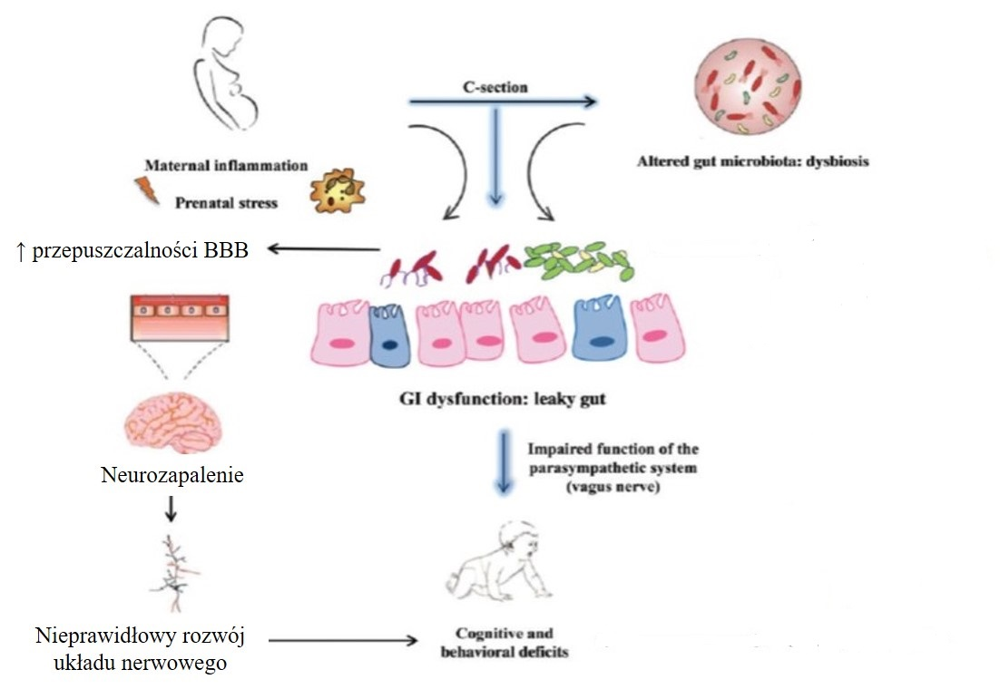 C-section
Maternal inflammation
Prenatal stress
Altered gut microbiota: dysbiosis
↑ przepuszczalności BBB
GI dysfunction: leaky gut
Neurozapalenie
Impaired function of the
parasympathetic system
(vagus nerve)
Nieprawidłowy rozwój
układu nerwowego
Cognitive and
behavioral deficits